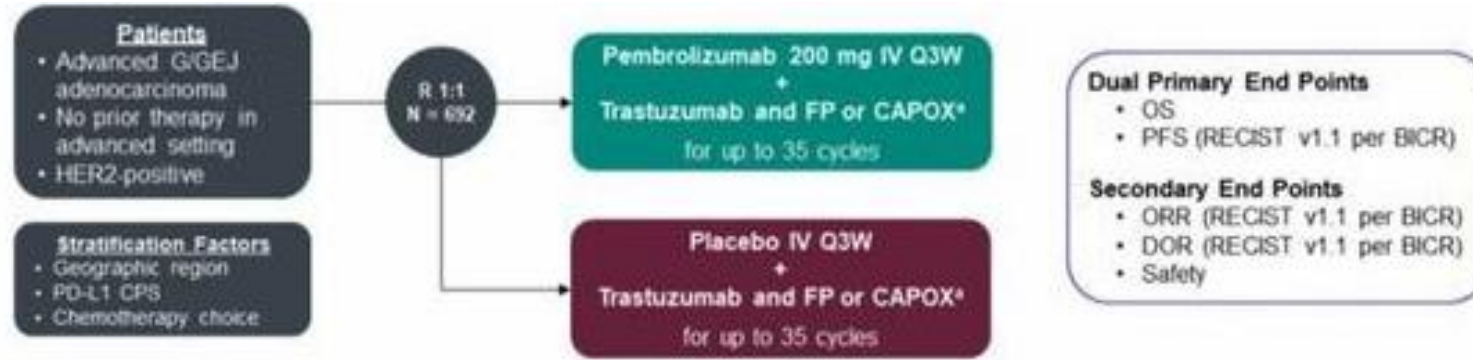 Patients
• Advanced G/GEJ
adenocarcinoma
• No prior therapy in
advanced setting
• HER2-positive
Stratification Factors
• Geographic region
• PD-L1 CPS
• Chemotherapy choice
R 1:1
N = 692
Pembrolizumab 200 mg IV Q3W
+
Trastuzumab and FP or CAPOXᵃ
for up to 35 cycles
Placebo IV Q3W
+
Trastuzumab and FP or CAPOXᵃ
for up to 35 cycles
Dual Primary End Points
• OS
• PFS (RECIST v1.1 per BICR)
Secondary End Points
• ORR (RECIST v1.1 per BICR)
• DOR (RECIST v1.1 per BICR)
• Safety